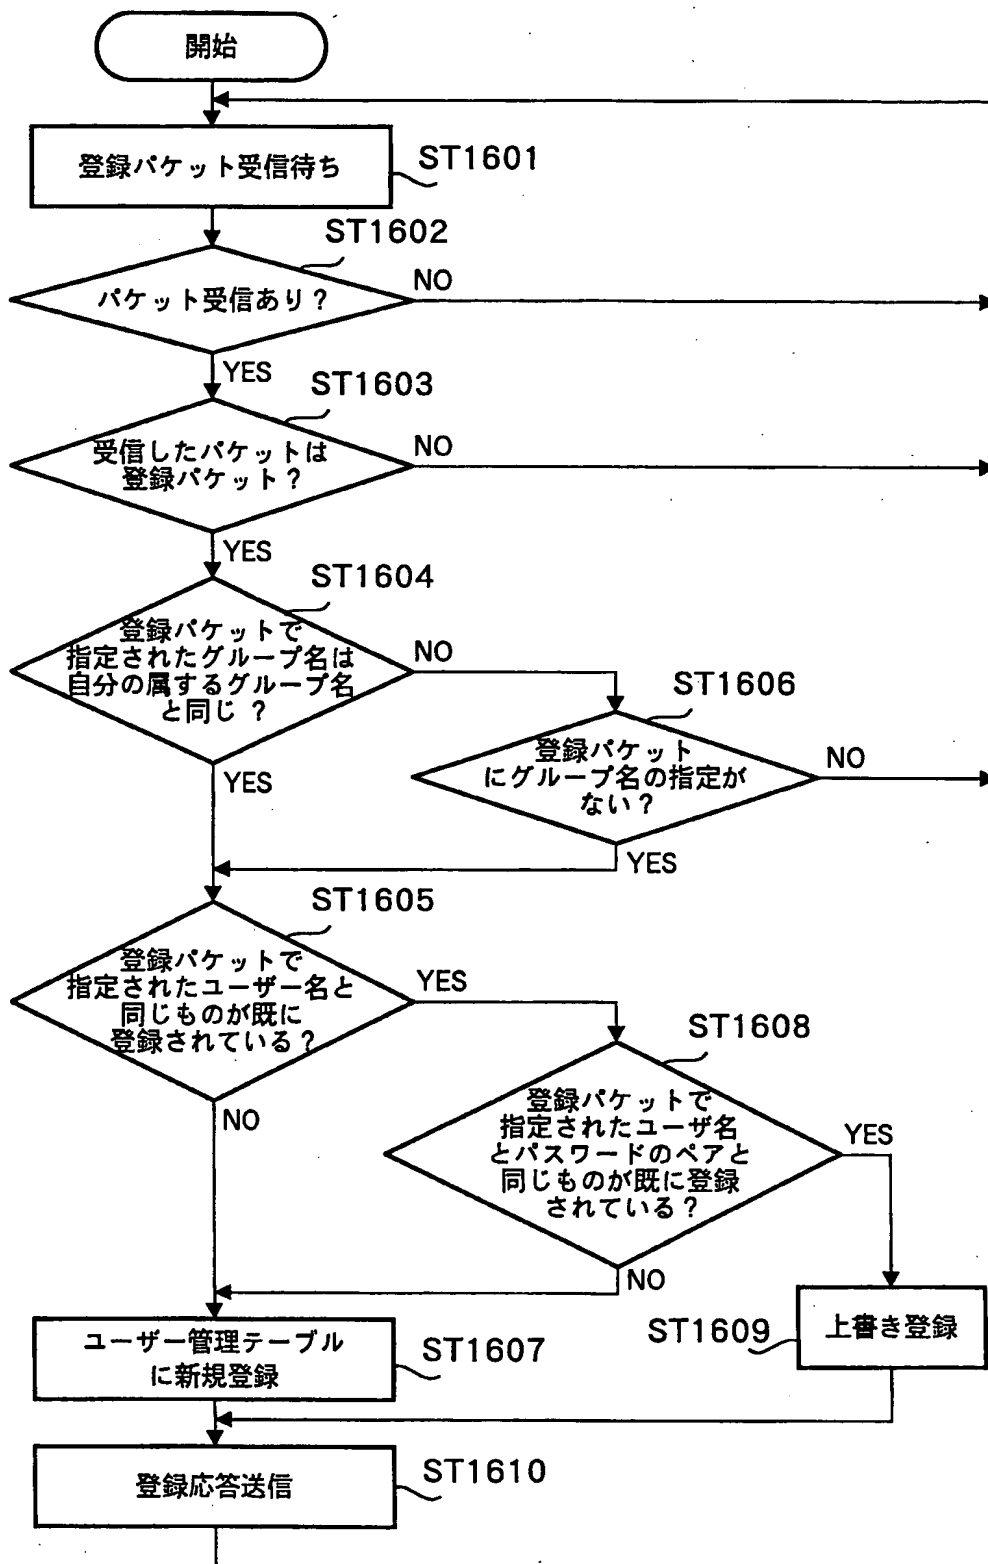 開始
登録パケット受信待ち
ST1601
ST1602
パケット受信あり？
NO
YES
ST1603
受信したパケットは
登録パケット？
NO
YES
ST1604
登録パケットで
指定されたグループ名は
自分の属するグループ名
と同じ ？
NO
YES
ST1606
登録パケット
にグループ名の指定が
ない？
NO
YES
ST1605
登録パケットで
指定されたユーザー名と
同じものが既に
登録されている？
YES
NO
ST1608
登録パケットで
指定されたユーザ名
とパスワードのペアと
同じものが既に登録
されている？
YES
NO
ST1609
上書き登録
ユーザー管理テーブル
に新規登録
ST1607
登録応答送信
ST1610